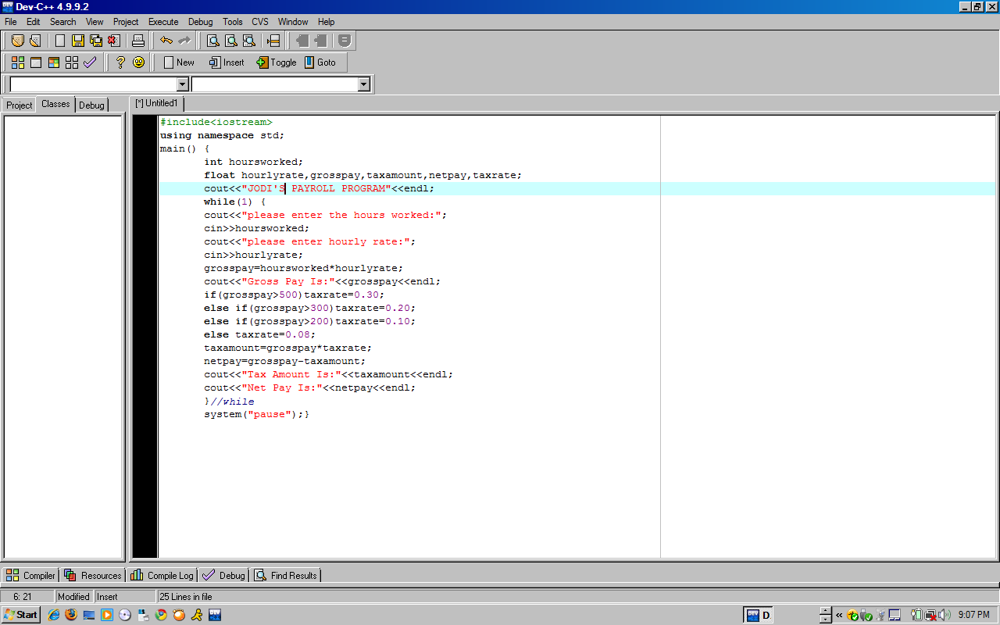 Dev-C++ 4.9.9.2
File Edit Search View Project Execute Debug Tools CVS Window Help
New Insert Toggle Goto
Project Classes Debug
[*] Untitled1
#include<iostream>
using namespace std;
main() {
int hoursworked;
float hourlyrate,grosspay,taxamount,netpay,taxrate;
cout<<"JODI'S PAYROLL PROGRAM"<<endl;
while(1) {
cout<<"please enter the hours worked:";
cin>>hoursworked;
cout<<"please enter hourly rate:";
cin>>hourlyrate;
grosspay=hoursworked*hourlyrate;
cout<<"Gross Pay Is:"<<grosspay<<endl;
if(grosspay>500)taxrate=0.30;
else if(grosspay>300)taxrate=0.20;
else if(grosspay>200)taxrate=0.10;
else taxrate=0.08;
taxamount=grosspay*taxrate;
netpay=grosspay-taxamount;
cout<<"Tax Amount Is:"<<taxamount<<endl;
cout<<"Net Pay Is:"<<netpay<<endl;
}//while
system("pause");}
Compiler Resources Compile Log Debug Find Results
6: 21 Modified Insert 25 Lines in file
Start DEV D « 9:07 PM